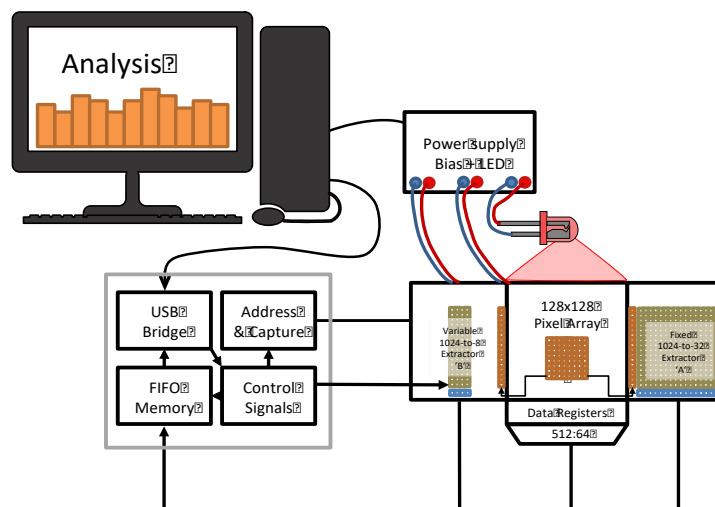 Analysis⍰
Power⍰supply⍰
Bias⍰+⍰LED⍰
USB⍰
Bridge⍰
Address⍰
&⍰Capture⍰
FIFO⍰
Memory⍰
Control⍰
Signals⍰
Variable⍰
1024-to-8⍰
Extractor⍰
'B'⍰
128x128⍰
Pixel⍰Array⍰
Fixed⍰
1024-to-32⍰
Extractor⍰
'A'⍰
Data⍰Registers⍰
512:64⍰